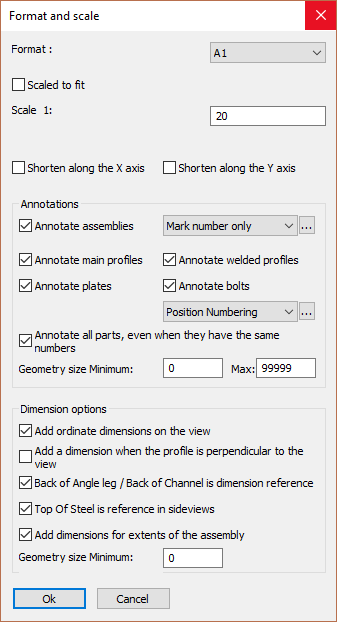 Format and scale
Format :
A1
Scaled to fit
Scale 1:
20
Shorten along the X axis
Shorten along the Y axis
Annotations
Annotate assemblies
Mark number only
...
Annotate main profiles
Annotate welded profiles
Annotate plates
Annotate bolts
Position Numbering
...
Annotate all parts, even when they have the same
numbers
Geometry size Minimum:
0
Max:
99999
Dimension options
Add ordinate dimensions on the view
Add a dimension when the profile is perpendicular to the
view
Back of Angle leg / Back of Channel is dimension reference
Top Of Steel is reference in sideviews
Add dimensions for extents of the assembly
Geometry size Minimum:
0
Ok
Cancel